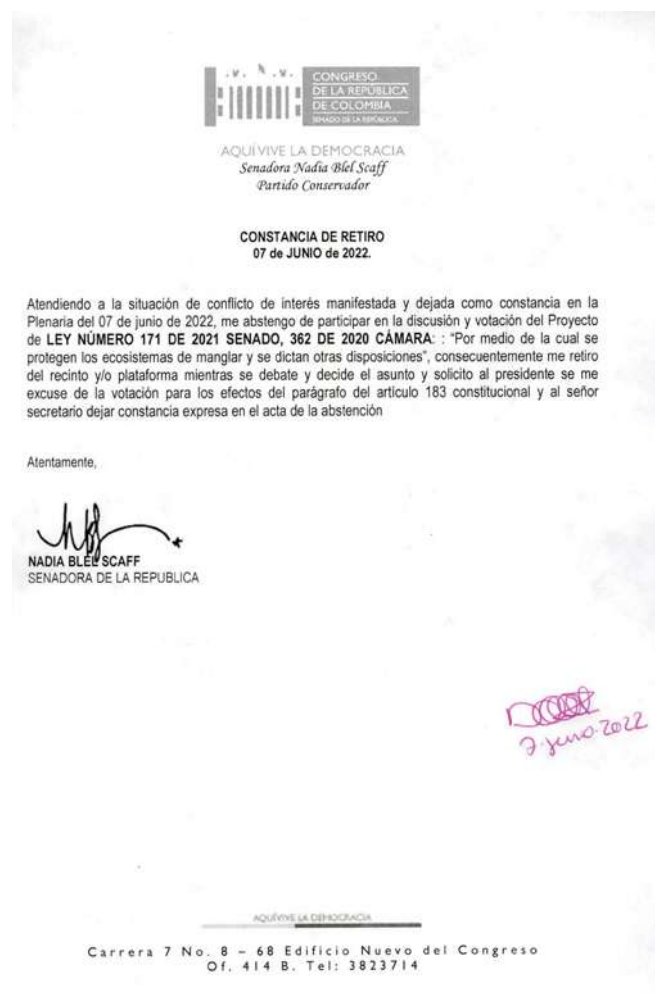 CONGRESO
DE LA REPÚBLICA
DE COLOMBIA
SENADO DE LA REPÚBLICA
AQUÍ VIVE LA DEMOCRACIA
Senadora Nadia Blel Scaff
Partido Conservador
CONSTANCIA DE RETIRO
07 de JUNIO de 2022.
Atendiendo a la situación de conflicto de interés manifestada y dejada como constancia en la
Plenaria del 07 de junio de 2022, me abstengo de participar en la discusión y votación del Proyecto
de LEY NÚMERO 171 DE 2021 SENADO, 362 DE 2020 CÁMARA: : “Por medio de la cual se
protegen los ecosistemas de manglar y se dictan otras disposiciones”, consecuentemente me retiro
del recinto y/o plataforma mientras se debate y decide el asunto y solicito al presidente se me
excuse de la votación para los efectos del parágrafo del artículo 183 constitucional y al señor
secretario dejar constancia expresa en el acta de la abstención
Atentamente,
NADIA BLEL SCAFF
SENADORA DE LA REPUBLICA
7·junio·2022
AQUÍ VIVE LA DEMOCRACIA
Carrera 7 No. 8 – 68 Edificio Nuevo del Congreso
Of. 414 B. Tel: 3823714